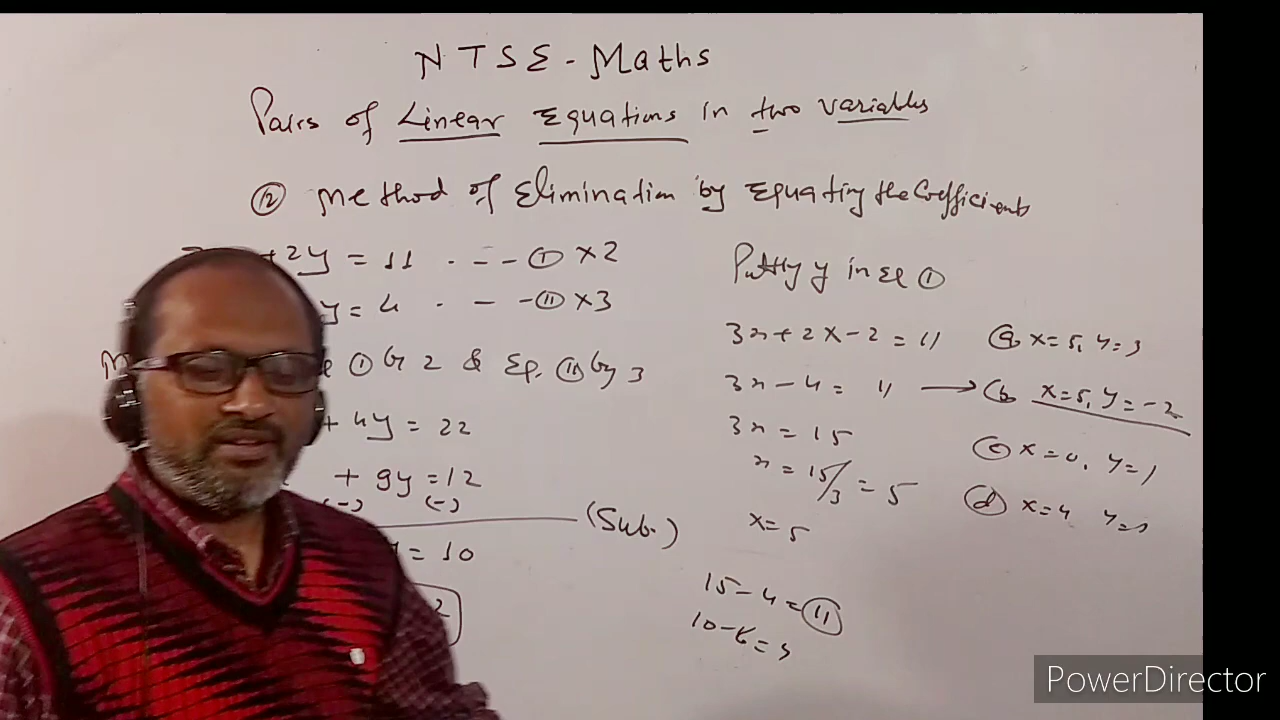 NTSE - Maths
Pairs of Linear Equations in two variables
② Method of Elimination by Equating the Coefficients
+2y = 11 . - - - ① ×2
y = 4 . - - - ⑪ ×3
① by 2 & Eq. ⑪ by 3
+ 4y = 22
+ 9y = 12
(-) (-)
(Sub.)
= 10
2
Putting y in Eq ①
3x + 2 × -2 = 11
3x - 4 = 11
3x = 15
x = 15/3 = 5
x = 5
15 - 4 = 11
10 - 6 =
ⓐ x = 5, y = 3
ⓑ x = 5, y = -2
ⓒ x = 0, y = 1
ⓓ x = 4 y =
PowerDirector